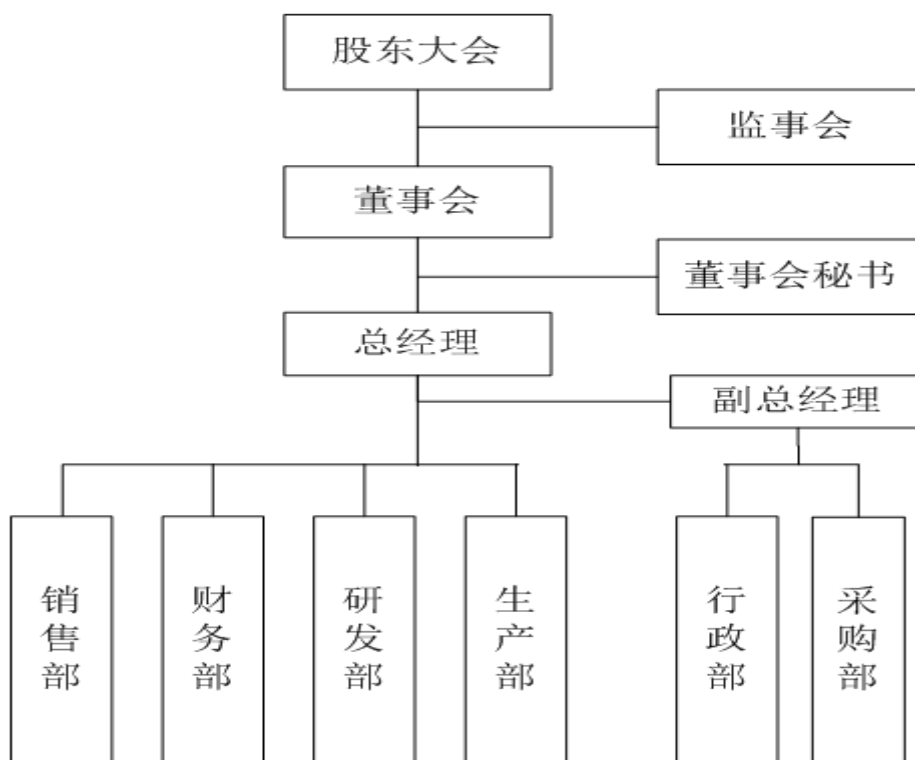 股东大会
监事会
董事会
董事会秘书
总经理
副总经理
销售部
财务部
研发部
生产部
行政部
采购部